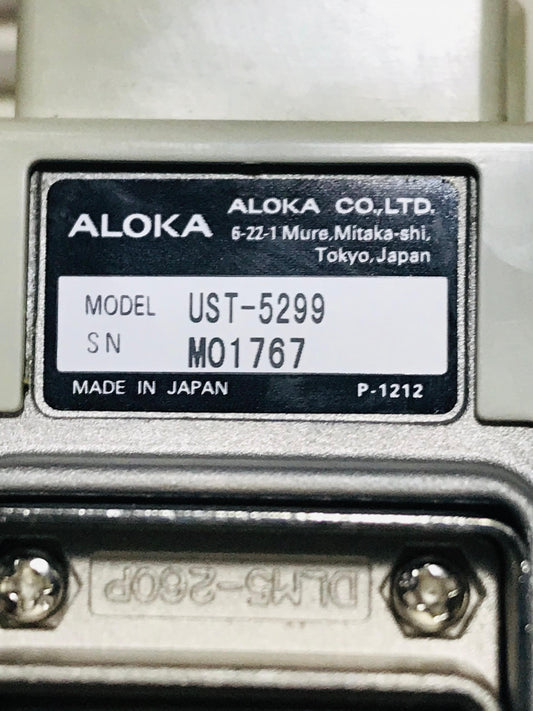 ALOKA
ALOKA CO.,LTD.
6-22-1 Mure, Mitaka-shi,
Tokyo, Japan
MODEL UST-5299
SN M01767
MADE IN JAPAN P-1212
DLM5-260P